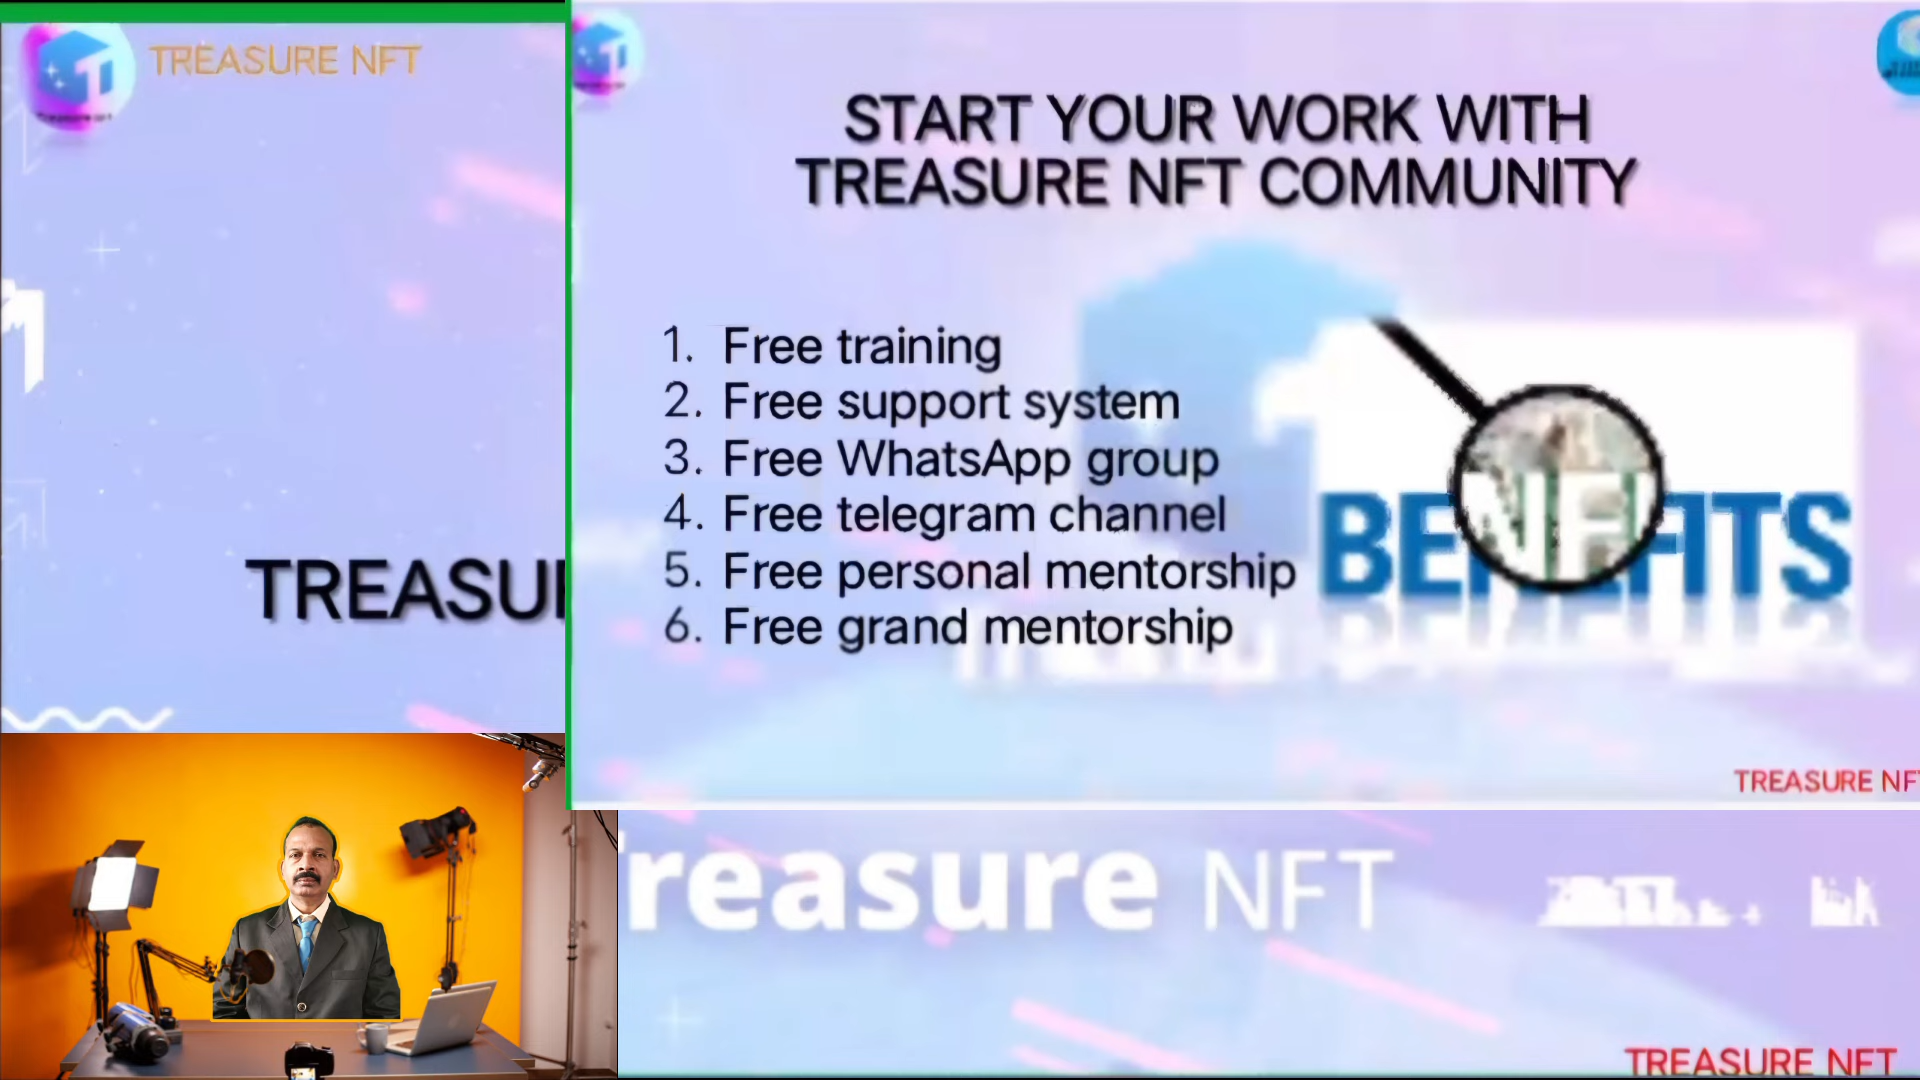 TREASURE NFT
START YOUR WORK WITH
TREASURE NFT COMMUNITY
1. Free training
2. Free support system
3. Free WhatsApp group
4. Free telegram channel
5. Free personal mentorship
6. Free grand mentorship
BENEFITS
TREASU
TREASURE NF
Treasure NFT
TREASURE NFT